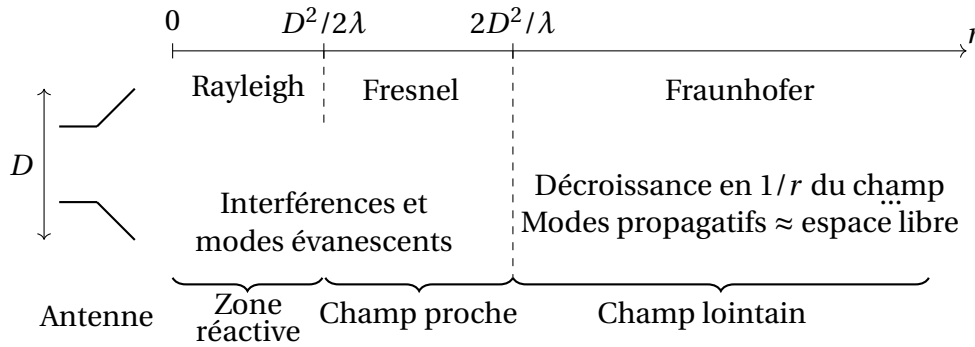 0
D²/2λ
2D²/λ
r
Rayleigh
Fresnel
Fraunhofer
D
Interférences et
modes évanescents
Décroissance en 1/r du champ
...
Modes propagatifs ≈ espace libre
Antenne
Zone
réactive
Champ proche
Champ lointain